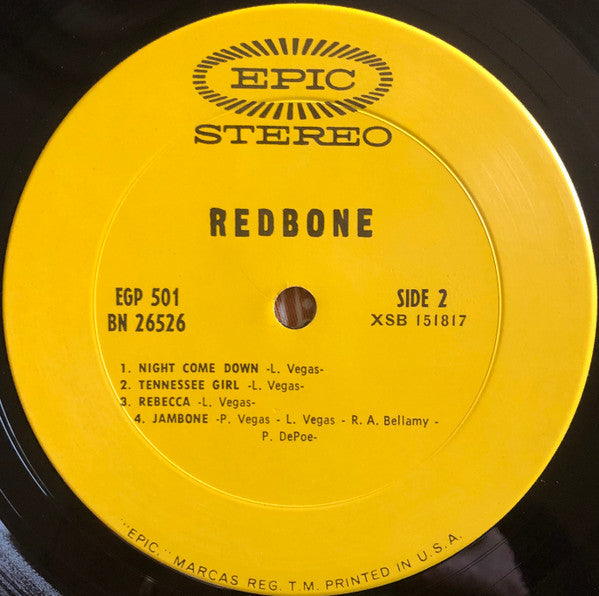 EPIC
STEREO
REDBONE
EGP 501
BN 26526
SIDE 2
XSB 151817
1. NIGHT COME DOWN -L. Vegas-
2. TENNESSEE GIRL -L. Vegas-
3. REBECCA -L. Vegas-
4. JAMBONE -P. Vegas - L. Vegas - R. A. Bellamy -
P. DePoe-
"EPIC," MARCAS REG. T.M. PRINTED IN U.S.A.